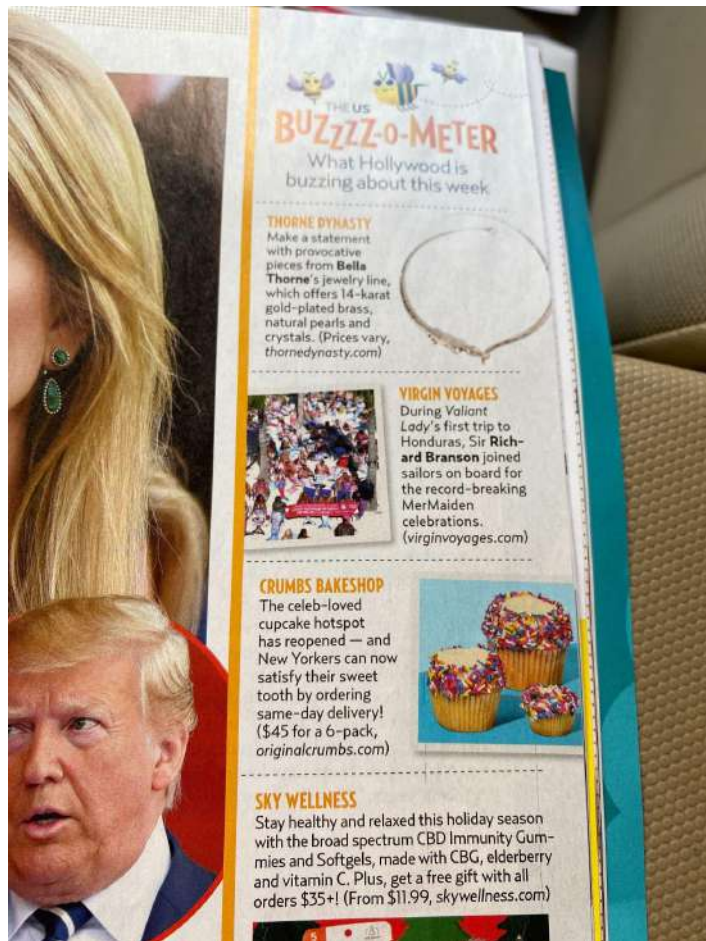 THE US
BUZZZZ-O-METER
What Hollywood is
buzzing about this week
THORNE DYNASTY
Make a statement
with provocative
pieces from Bella
Thorne's jewelry line,
which offers 14-karat
gold-plated brass,
natural pearls and
crystals. (Prices vary,
thornedynasty.com)
VIRGIN VOYAGES
During Valiant
Lady's first trip to
Honduras, Sir Rich-
ard Branson joined
sailors on board for
the record-breaking
MerMaiden
celebrations.
(virginvoyages.com)
CRUMBS BAKESHOP
The celeb-loved
cupcake hotspot
has reopened — and
New Yorkers can now
satisfy their sweet
tooth by ordering
same-day delivery!
($45 for a 6-pack,
originalcrumbs.com)
SKY WELLNESS
Stay healthy and relaxed this holiday season
with the broad spectrum CBD Immunity Gum-
mies and Softgels, made with CBG, elderberry
and vitamin C. Plus, get a free gift with all
orders $35+! (From $11.99, skywellness.com)
5